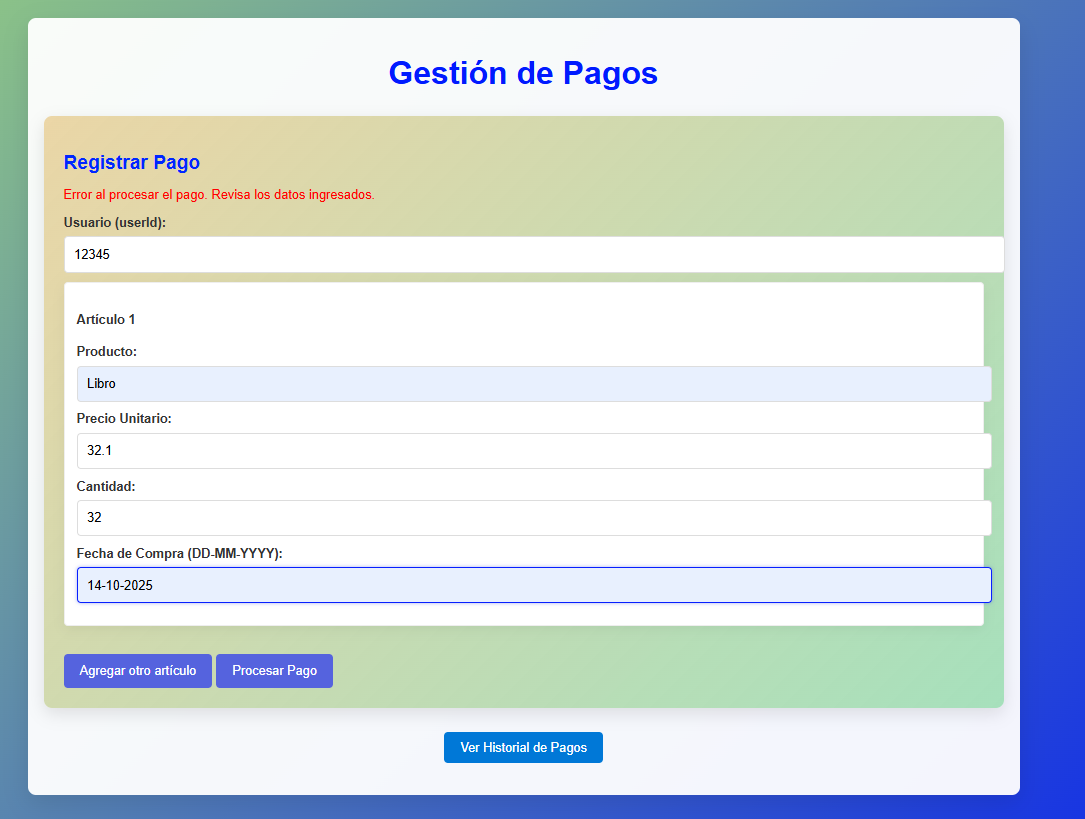 Gestión de Pagos
Registrar Pago
Error al procesar el pago. Revisa los datos ingresados.
Usuario (userId):
12345
Artículo 1
Producto:
Libro
Precio Unitario:
32.1
Cantidad:
32
Fecha de Compra (DD-MM-YYYY):
14-10-2025
Agregar otro artículo Procesar Pago
Ver Historial de Pagos